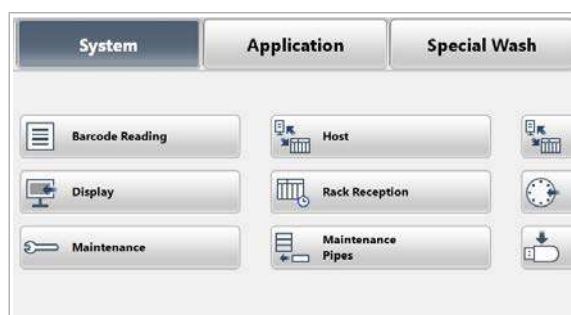 System
Application
Special Wash
Barcode Reading
Host
Display
Rack Reception
Maintenance
Maintenance
Pipes